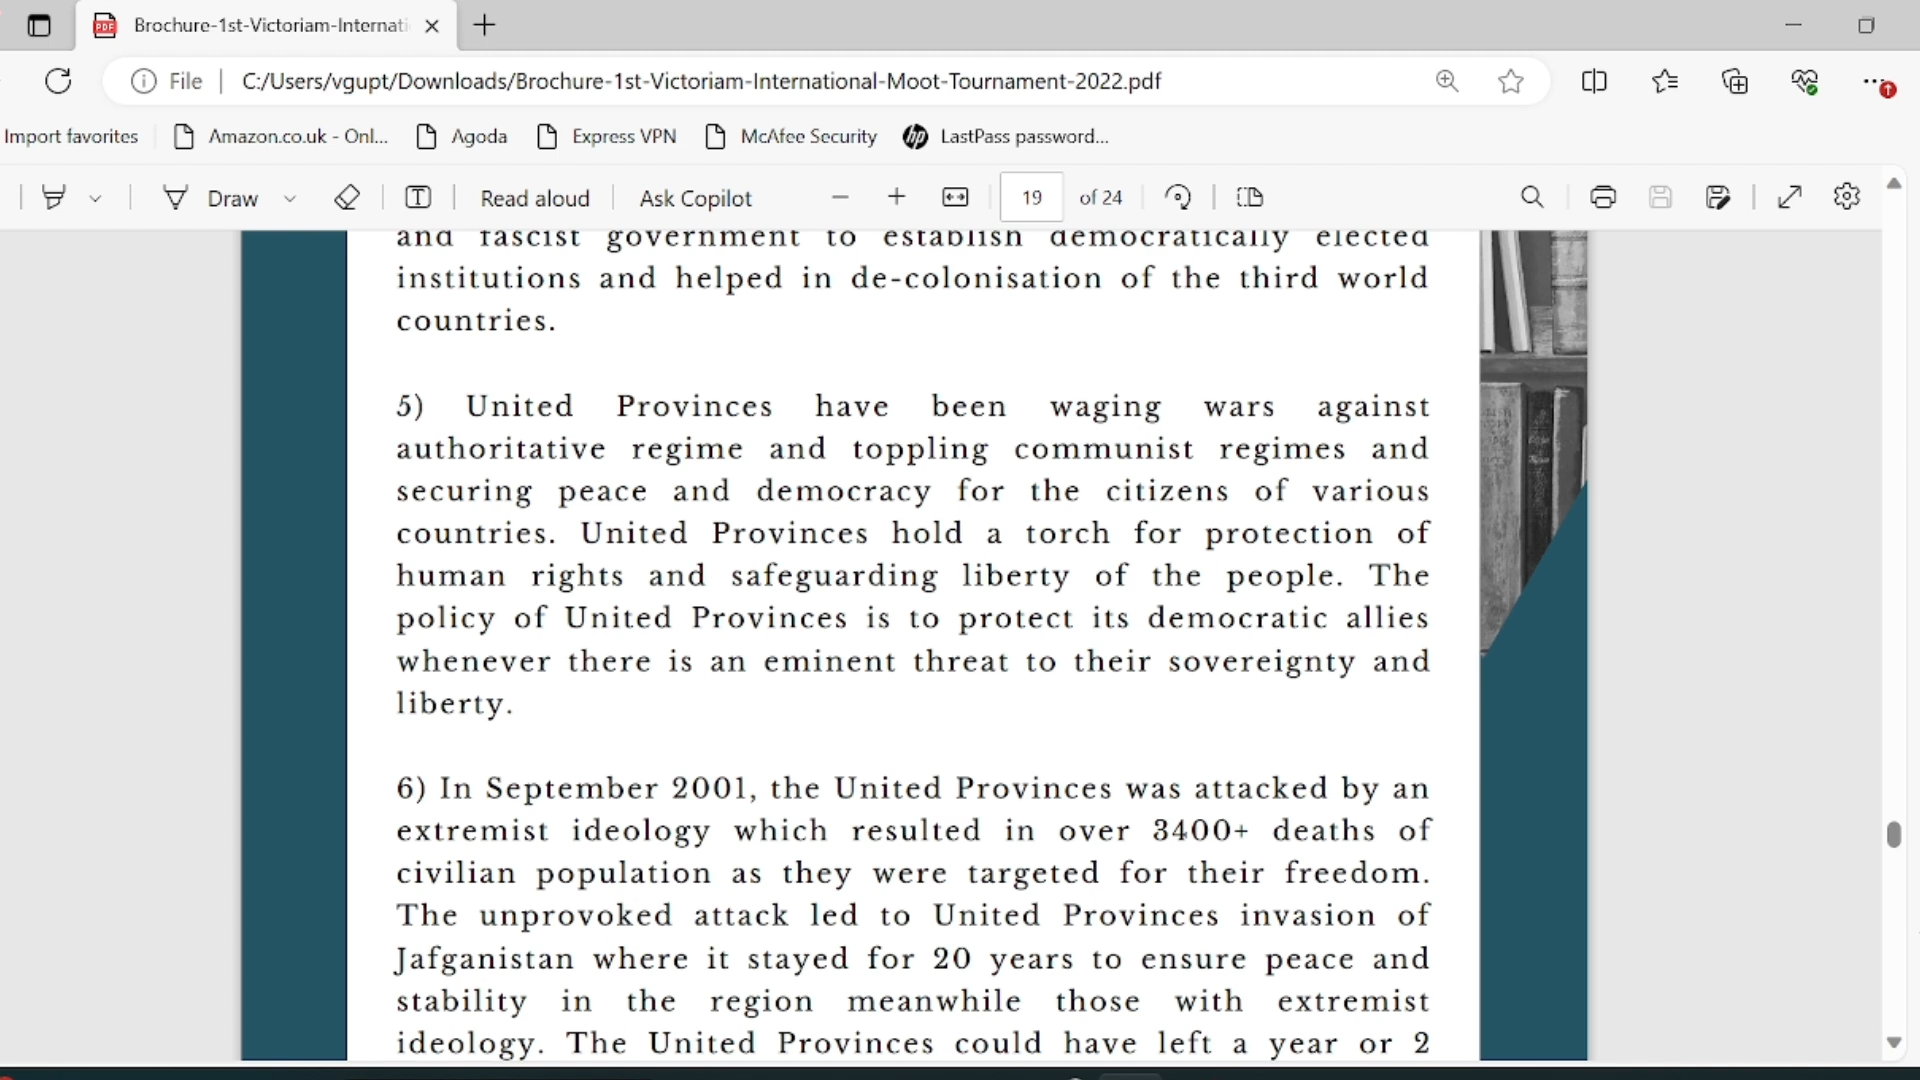 Brochure-1st-Victoriam-Internati
File
C:/Users/vgupt/Downloads/Brochure-1st-Victoriam-International-Moot-Tournament-2022.pdf
Import favorites
Amazon.co.uk - Onl...
Agoda
Express VPN
McAfee Security
LastPass password...
Draw
Read aloud
Ask Copilot
19 of 24
and fascist government to establish democratically elected
institutions and helped in de-colonisation of the third world
countries.
5) United Provinces have been waging wars against
authoritative regime and toppling communist regimes and
securing peace and democracy for the citizens of various
countries. United Provinces hold a torch for protection of
human rights and safeguarding liberty of the people. The
policy of United Provinces is to protect its democratic allies
whenever there is an eminent threat to their sovereignty and
liberty.
6) In September 2001, the United Provinces was attacked by an
extremist ideology which resulted in over 3400+ deaths of
civilian population as they were targeted for their freedom.
The unprovoked attack led to United Provinces invasion of
Jafganistan where it stayed for 20 years to ensure peace and
stability in the region meanwhile those with extremist
ideology. The United Provinces could have left a year or 2